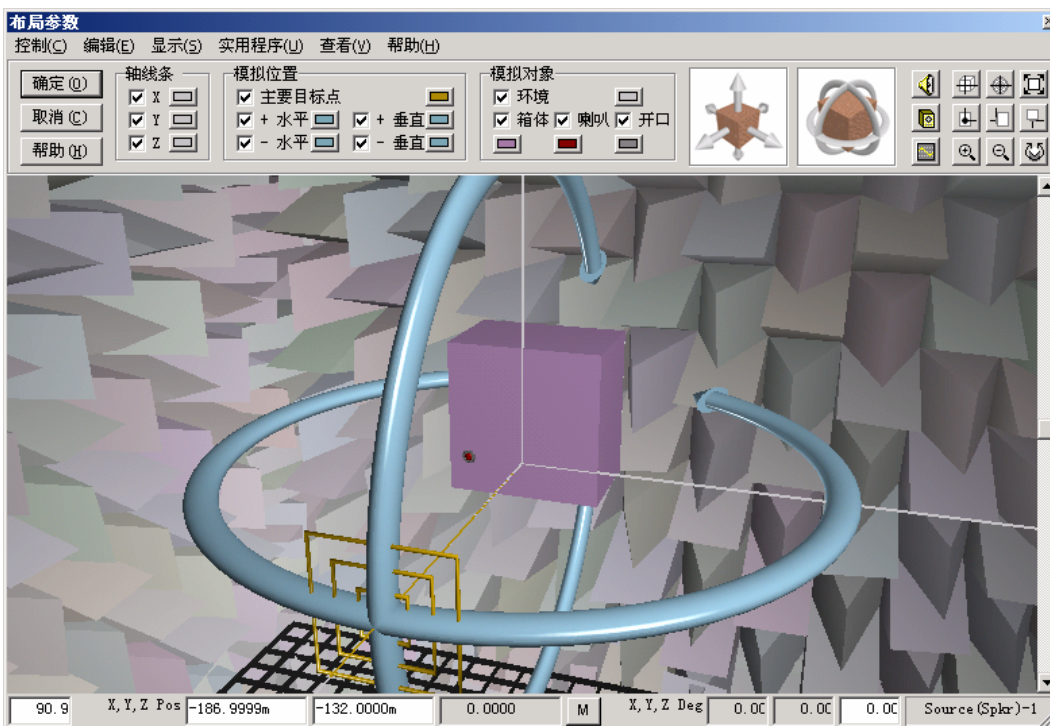 布局参数
控制(C) 编辑(E) 显示(S) 实用程序(U) 查看(V) 帮助(H)
确定(O)
取消(C)
帮助(H)
轴线条
X
Y
Z
模拟位置
主要目标点
+ 水平 + 垂直
- 水平 - 垂直
模拟对象
环境
箱体 喇叭 开口
90.9 X,Y,Z Pos -186.9999m -132.0000m 0.0000 M X,Y,Z Deg 0.00 0.00 0.00 Source(Spkr)-1